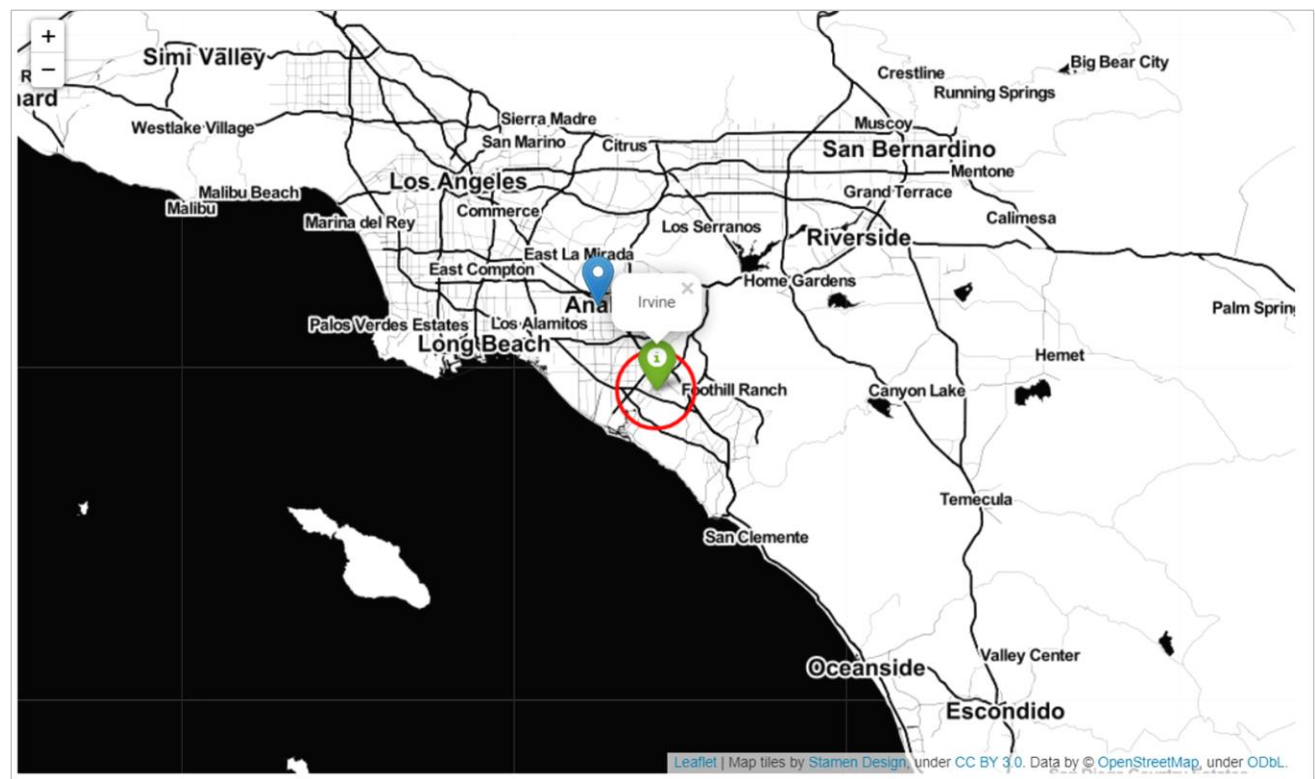 +
−
Simi Valley
Big Bear City
Crestline
Running Springs
Westlake Village
Sierra Madre
Muscoy
San Marino
Citrus
San Bernardino
Mentone
Los Angeles
Grand Terrace
Malibu Beach
Malibu
Commerce
Calimesa
Marina del Rey
Los Serranos
Riverside
East La Mirada
East Compton
Home Gardens
×
Irvine
Palos Verdes Estates
Los Alamitos
Long Beach
Hemet
Foothill Ranch
Canyon Lake
Temecula
San Clemente
Oceanside
Valley Center
Escondido
Leaflet | Map tiles by Stamen Design, under CC BY 3.0. Data by © OpenStreetMap, under ODbL.